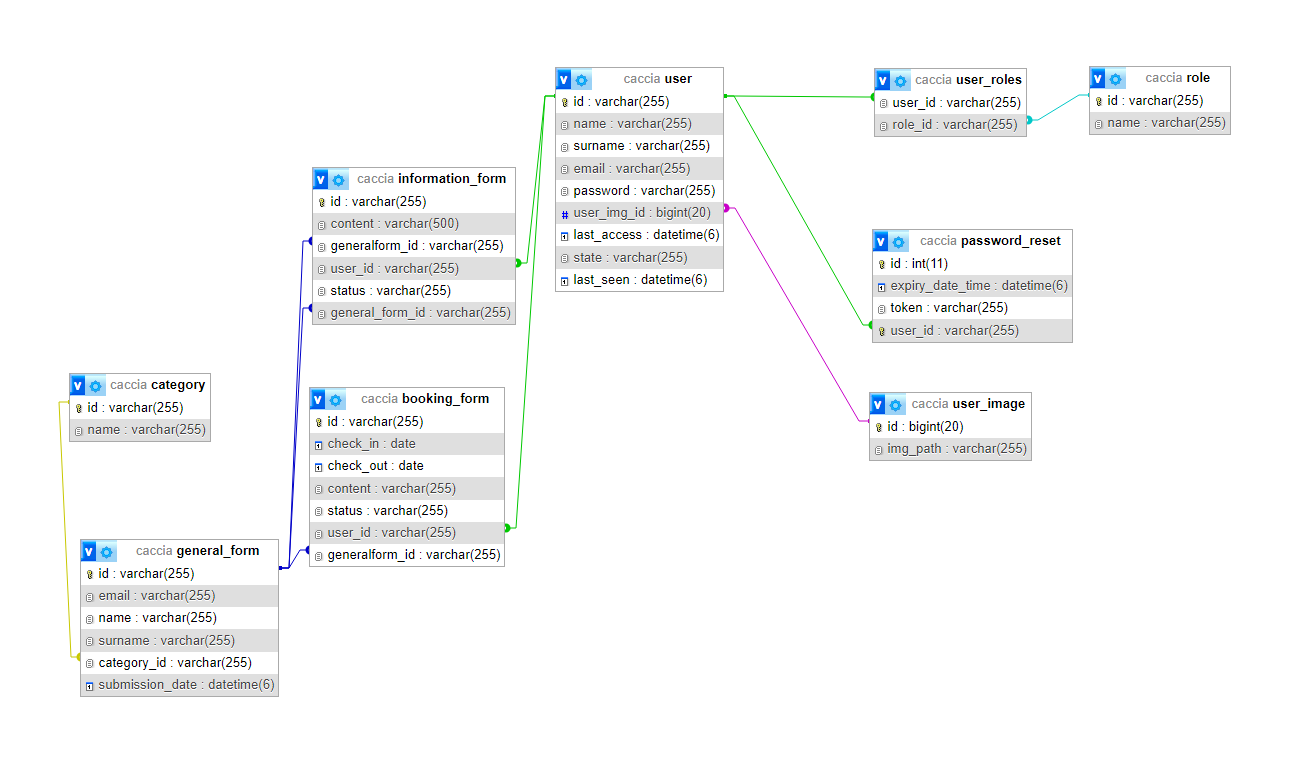 caccia user
id : varchar(255)
name : varchar(255)
surname : varchar(255)
email : varchar(255)
password : varchar(255)
user_img_id : bigint(20)
last_access : datetime(6)
state : varchar(255)
last_seen : datetime(6)
caccia user_roles
user_id : varchar(255)
role_id : varchar(255)
caccia role
id : varchar(255)
name : varchar(255)
caccia information_form
id : varchar(255)
content : varchar(500)
generalform_id : varchar(255)
user_id : varchar(255)
status : varchar(255)
general_form_id : varchar(255)
caccia password_reset
id : int(11)
expiry_date_time : datetime(6)
token : varchar(255)
user_id : varchar(255)
caccia category
id : varchar(255)
name : varchar(255)
caccia booking_form
id : varchar(255)
check_in : date
check_out : date
content : varchar(255)
status : varchar(255)
user_id : varchar(255)
generalform_id : varchar(255)
caccia user_image
id : bigint(20)
img_path : varchar(255)
caccia general_form
id : varchar(255)
email : varchar(255)
name : varchar(255)
surname : varchar(255)
category_id : varchar(255)
submission_date : datetime(6)